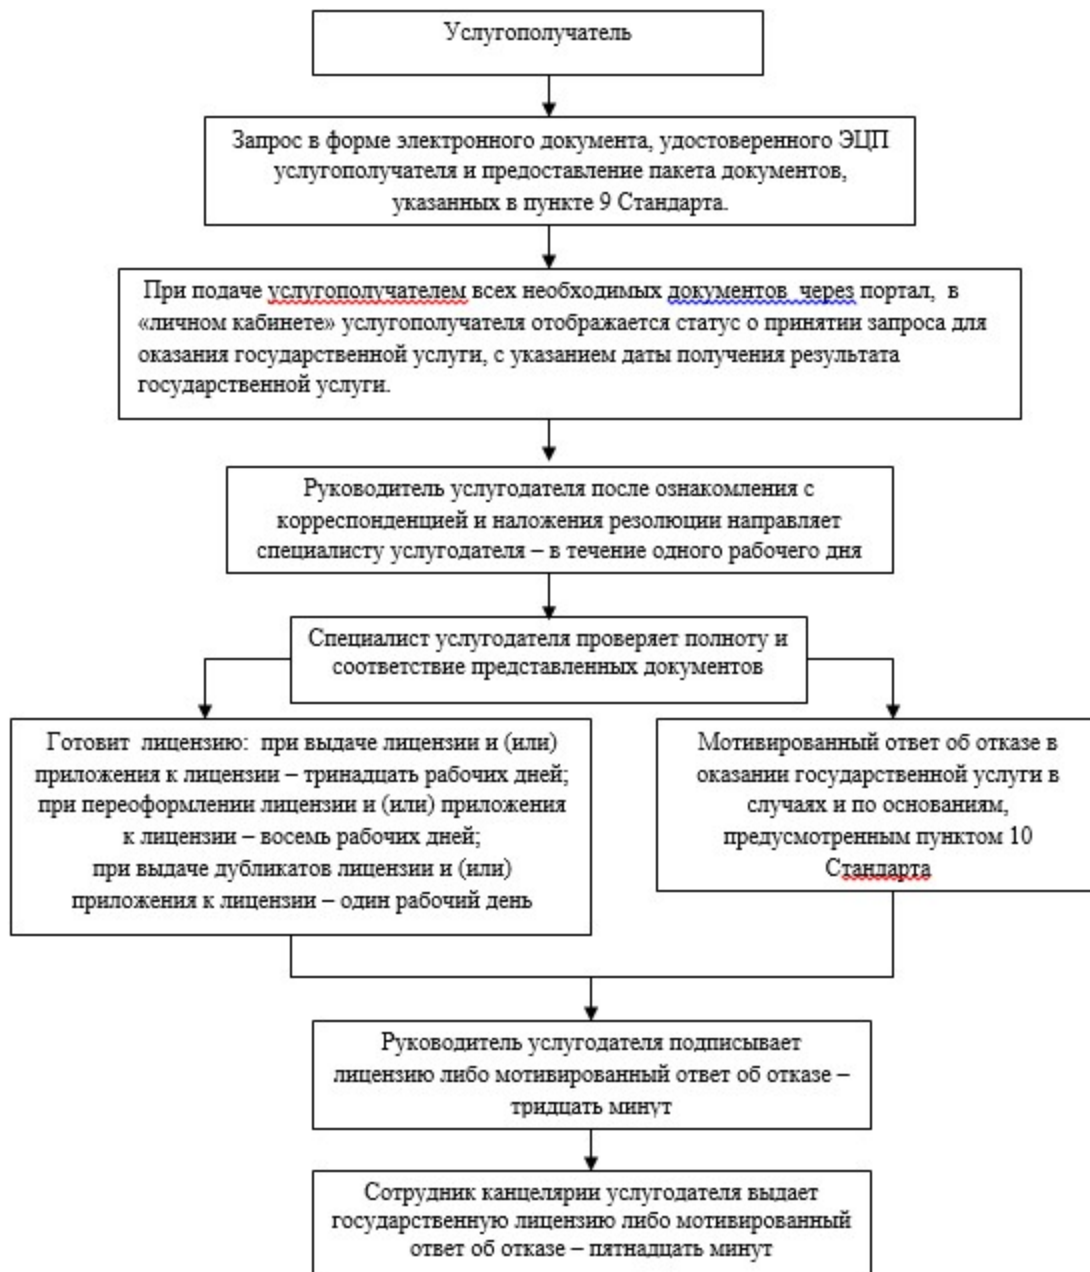 Услугополучатель
Запрос в форме электронного документа, удостоверенного ЭЦП
услугополучателя и предоставление пакета документов,
указанных в пункте 9 Стандарта.
При подаче услугополучателем всех необходимых документов через портал, в
«личном кабинете» услугополучателя отображается статус о принятии запроса для
оказания государственной услуги, с указанием даты получения результата
государственной услуги.
Руководитель услугодателя после ознакомления с
корреспонденцией и наложения резолюции направляет
специалисту услугодателя – в течение одного рабочего дня
Специалист услугодателя проверяет полноту и
соответствие представленных документов
Готовит лицензию: при выдаче лицензии и (или)
приложения к лицензии – тринадцать рабочих дней;
при переоформлении лицензии и (или) приложения
к лицензии – восемь рабочих дней;
при выдаче дубликатов лицензии и (или)
приложения к лицензии – один рабочий день
Мотивированный ответ об отказе в
оказании государственной услуги в
случаях и по основаниям,
предусмотренным пунктом 10
Стандарта
Руководитель услугодателя подписывает
лицензию либо мотивированный ответ об отказе –
тридцать минут
Сотрудник канцелярии услугодателя выдает
государственную лицензию либо мотивированный
ответ об отказе – пятнадцать минут